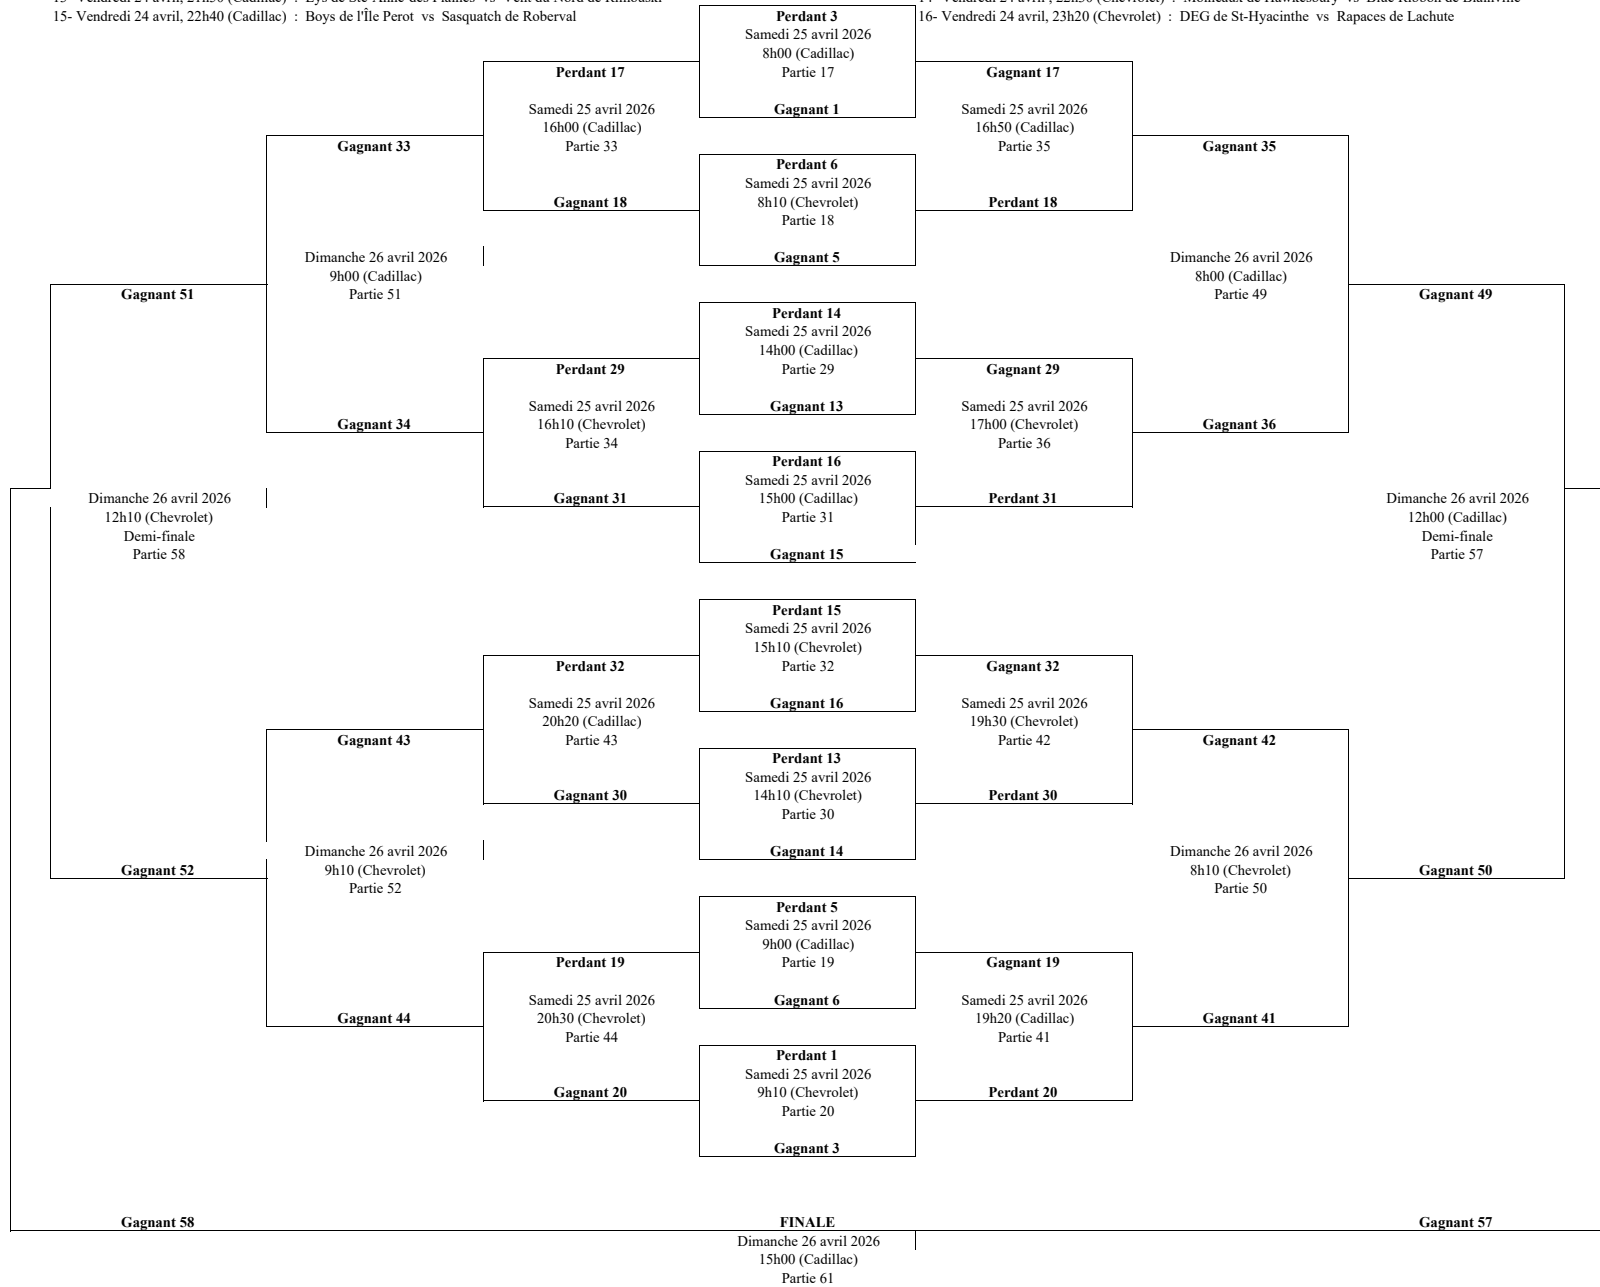 15- Vendredi 24 avril, 22h40 (Cadillac) : Boys de l'Île Perot vs Sasquatch de Roberval
16- Vendredi 24 avril, 23h20 (Chevrolet) : DEG de St-Hyacinthe vs Rapaces de Lachute
Perdant 3
Samedi 25 avril 2026
8h00 (Cadillac)
Partie 17
Gagnant 1
Perdant 17
Samedi 25 avril 2026
16h00 (Cadillac)
Partie 33
Gagnant 18
Gagnant 17
Samedi 25 avril 2026
16h50 (Cadillac)
Partie 35
Perdant 18
Gagnant 33
Dimanche 26 avril 2026
9h00 (Cadillac)
Partie 51
Gagnant 34
Perdant 6
Samedi 25 avril 2026
8h10 (Chevrolet)
Partie 18
Gagnant 5
Gagnant 35
Dimanche 26 avril 2026
8h00 (Cadillac)
Partie 49
Gagnant 36
Gagnant 51
Dimanche 26 avril 2026
12h10 (Chevrolet)
Demi-finale
Partie 58
Gagnant 52
Perdant 14
Samedi 25 avril 2026
14h00 (Cadillac)
Partie 29
Gagnant 13
Gagnant 49
Dimanche 26 avril 2026
12h00 (Cadillac)
Demi-finale
Partie 57
Gagnant 50
Perdant 29
Samedi 25 avril 2026
16h10 (Chevrolet)
Partie 34
Gagnant 31
Gagnant 29
Samedi 25 avril 2026
17h00 (Chevrolet)
Partie 36
Perdant 31
Perdant 16
Samedi 25 avril 2026
15h00 (Cadillac)
Partie 31
Gagnant 15
Perdant 15
Samedi 25 avril 2026
15h10 (Chevrolet)
Partie 32
Gagnant 16
Perdant 32
Samedi 25 avril 2026
20h20 (Cadillac)
Partie 43
Gagnant 30
Gagnant 32
Samedi 25 avril 2026
19h30 (Chevrolet)
Partie 42
Perdant 30
Gagnant 43
Dimanche 26 avril 2026
9h10 (Chevrolet)
Partie 52
Gagnant 44
Perdant 13
Samedi 25 avril 2026
14h10 (Chevrolet)
Partie 30
Gagnant 14
Gagnant 42
Dimanche 26 avril 2026
8h10 (Chevrolet)
Partie 50
Gagnant 41
Perdant 5
Samedi 25 avril 2026
9h00 (Cadillac)
Partie 19
Gagnant 6
Perdant 19
Samedi 25 avril 2026
20h30 (Chevrolet)
Partie 44
Gagnant 20
Gagnant 19
Samedi 25 avril 2026
19h20 (Cadillac)
Partie 41
Perdant 20
Perdant 1
Samedi 25 avril 2026
9h10 (Chevrolet)
Partie 20
Gagnant 3
Gagnant 58
FINALE
Gagnant 57
Dimanche 26 avril 2026
15h00 (Cadillac)
Partie 61